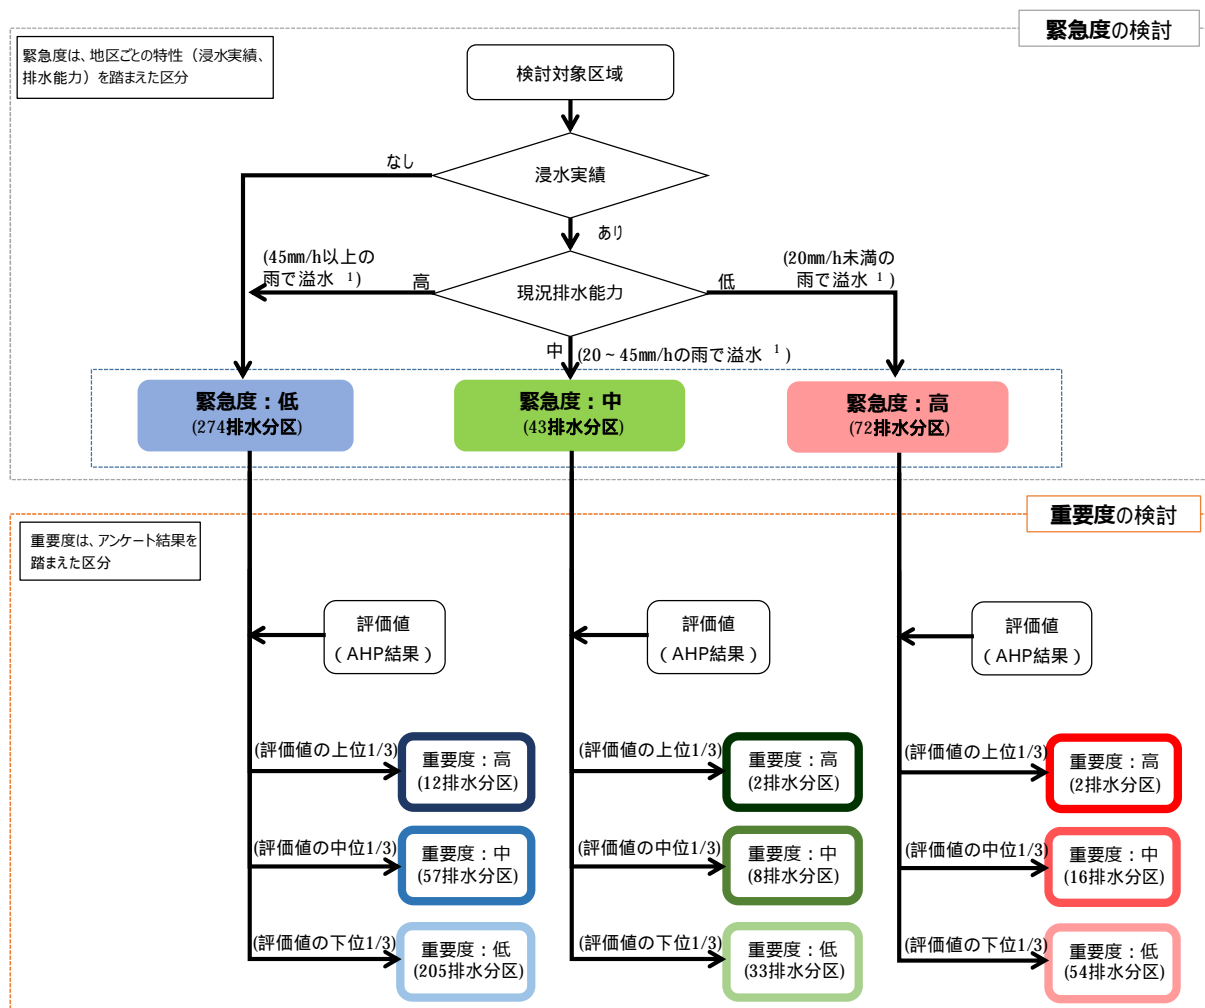 緊急度の検討
緊急度は、地区ごとの特性（浸水実績、
排水能力）を踏まえた区分
検討対象区域
なし
浸水実績
あり
(45mm/h以上の
雨で溢水 1)
高
現況排水能力
低
(20mm/h未満の
雨で溢水 1)
中
(20~45mm/hの雨で溢水 1)
緊急度：低
(274排水分区)
緊急度：中
(43排水分区)
緊急度：高
(72排水分区)
重要度の検討
重要度は、アンケート結果を
踏まえた区分
評価値
（AHP結果）
評価値
（AHP結果）
評価値
（AHP結果）
(評価値の上位1/3)
重要度：高
(12排水分区)
(評価値の上位1/3)
重要度：高
(2排水分区)
(評価値の上位1/3)
重要度：高
(2排水分区)
(評価値の中位1/3)
重要度：中
(57排水分区)
(評価値の中位1/3)
重要度：中
(8排水分区)
(評価値の中位1/3)
重要度：中
(16排水分区)
(評価値の下位1/3)
重要度：低
(205排水分区)
(評価値の下位1/3)
重要度：低
(33排水分区)
(評価値の下位1/3)
重要度：低
(54排水分区)